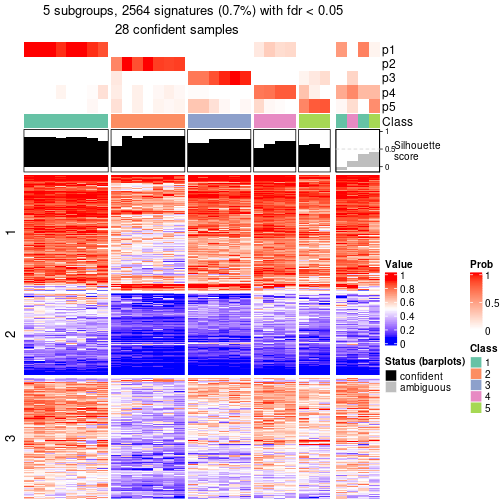 5 subgroups, 2564 signatures (0.7%) with fdr < 0.05
28 confident samples
p1
p2
p3
p4
p5
Class
1
0.5
0
Silhouette
score
1
2
3
Value
1
0.8
0.6
0.4
0.2
0
Status (barplots)
confident
ambiguous
Prob
1
0.5
0
Class
1
2
3
4
5